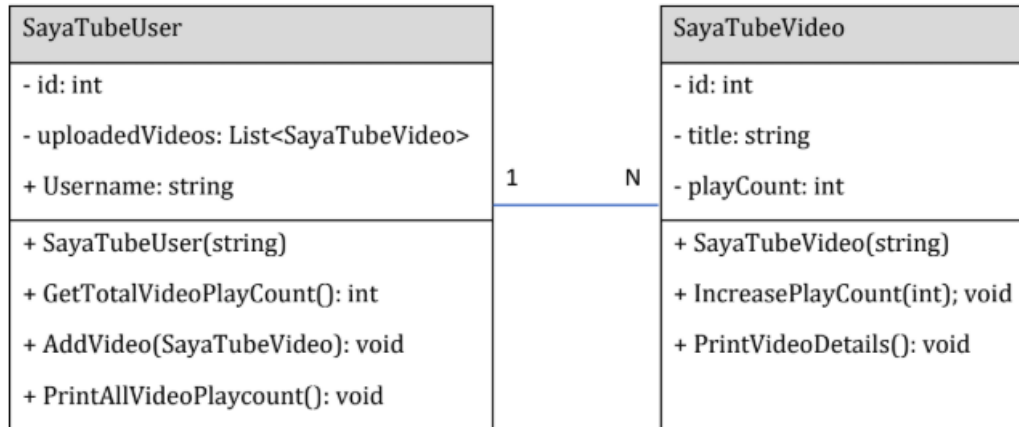 SayaTubeUser
- id: int
- uploadedVideos: List<SayaTubeVideo>
+ Username: string
+ SayaTubeUser(string)
+ GetTotalVideoPlayCount(): int
+ AddVideo(SayaTubeVideo): void
+ PrintAllVideoPlaycount(): void
1 N
SayaTubeVideo
- id: int
- title: string
- playCount: int
+ SayaTubeVideo(string)
+ IncreasePlayCount(int); void
+ PrintVideoDetails(): void